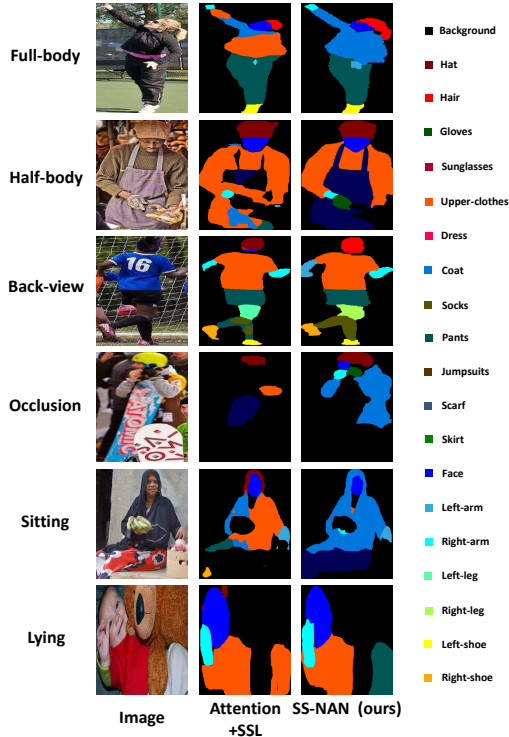 Full-body
Half-body
Back-view
16
Occlusion
ATOMIC
Sitting
Lying
Image
Attention
+SSL
SS-NAN (ours)
Background
Hat
Hair
Gloves
Sunglasses
Upper-clothes
Dress
Coat
Socks
Pants
Jumpsuits
Scarf
Skirt
Face
Left-arm
Right-arm
Left-leg
Right-leg
Left-shoe
Right-shoe